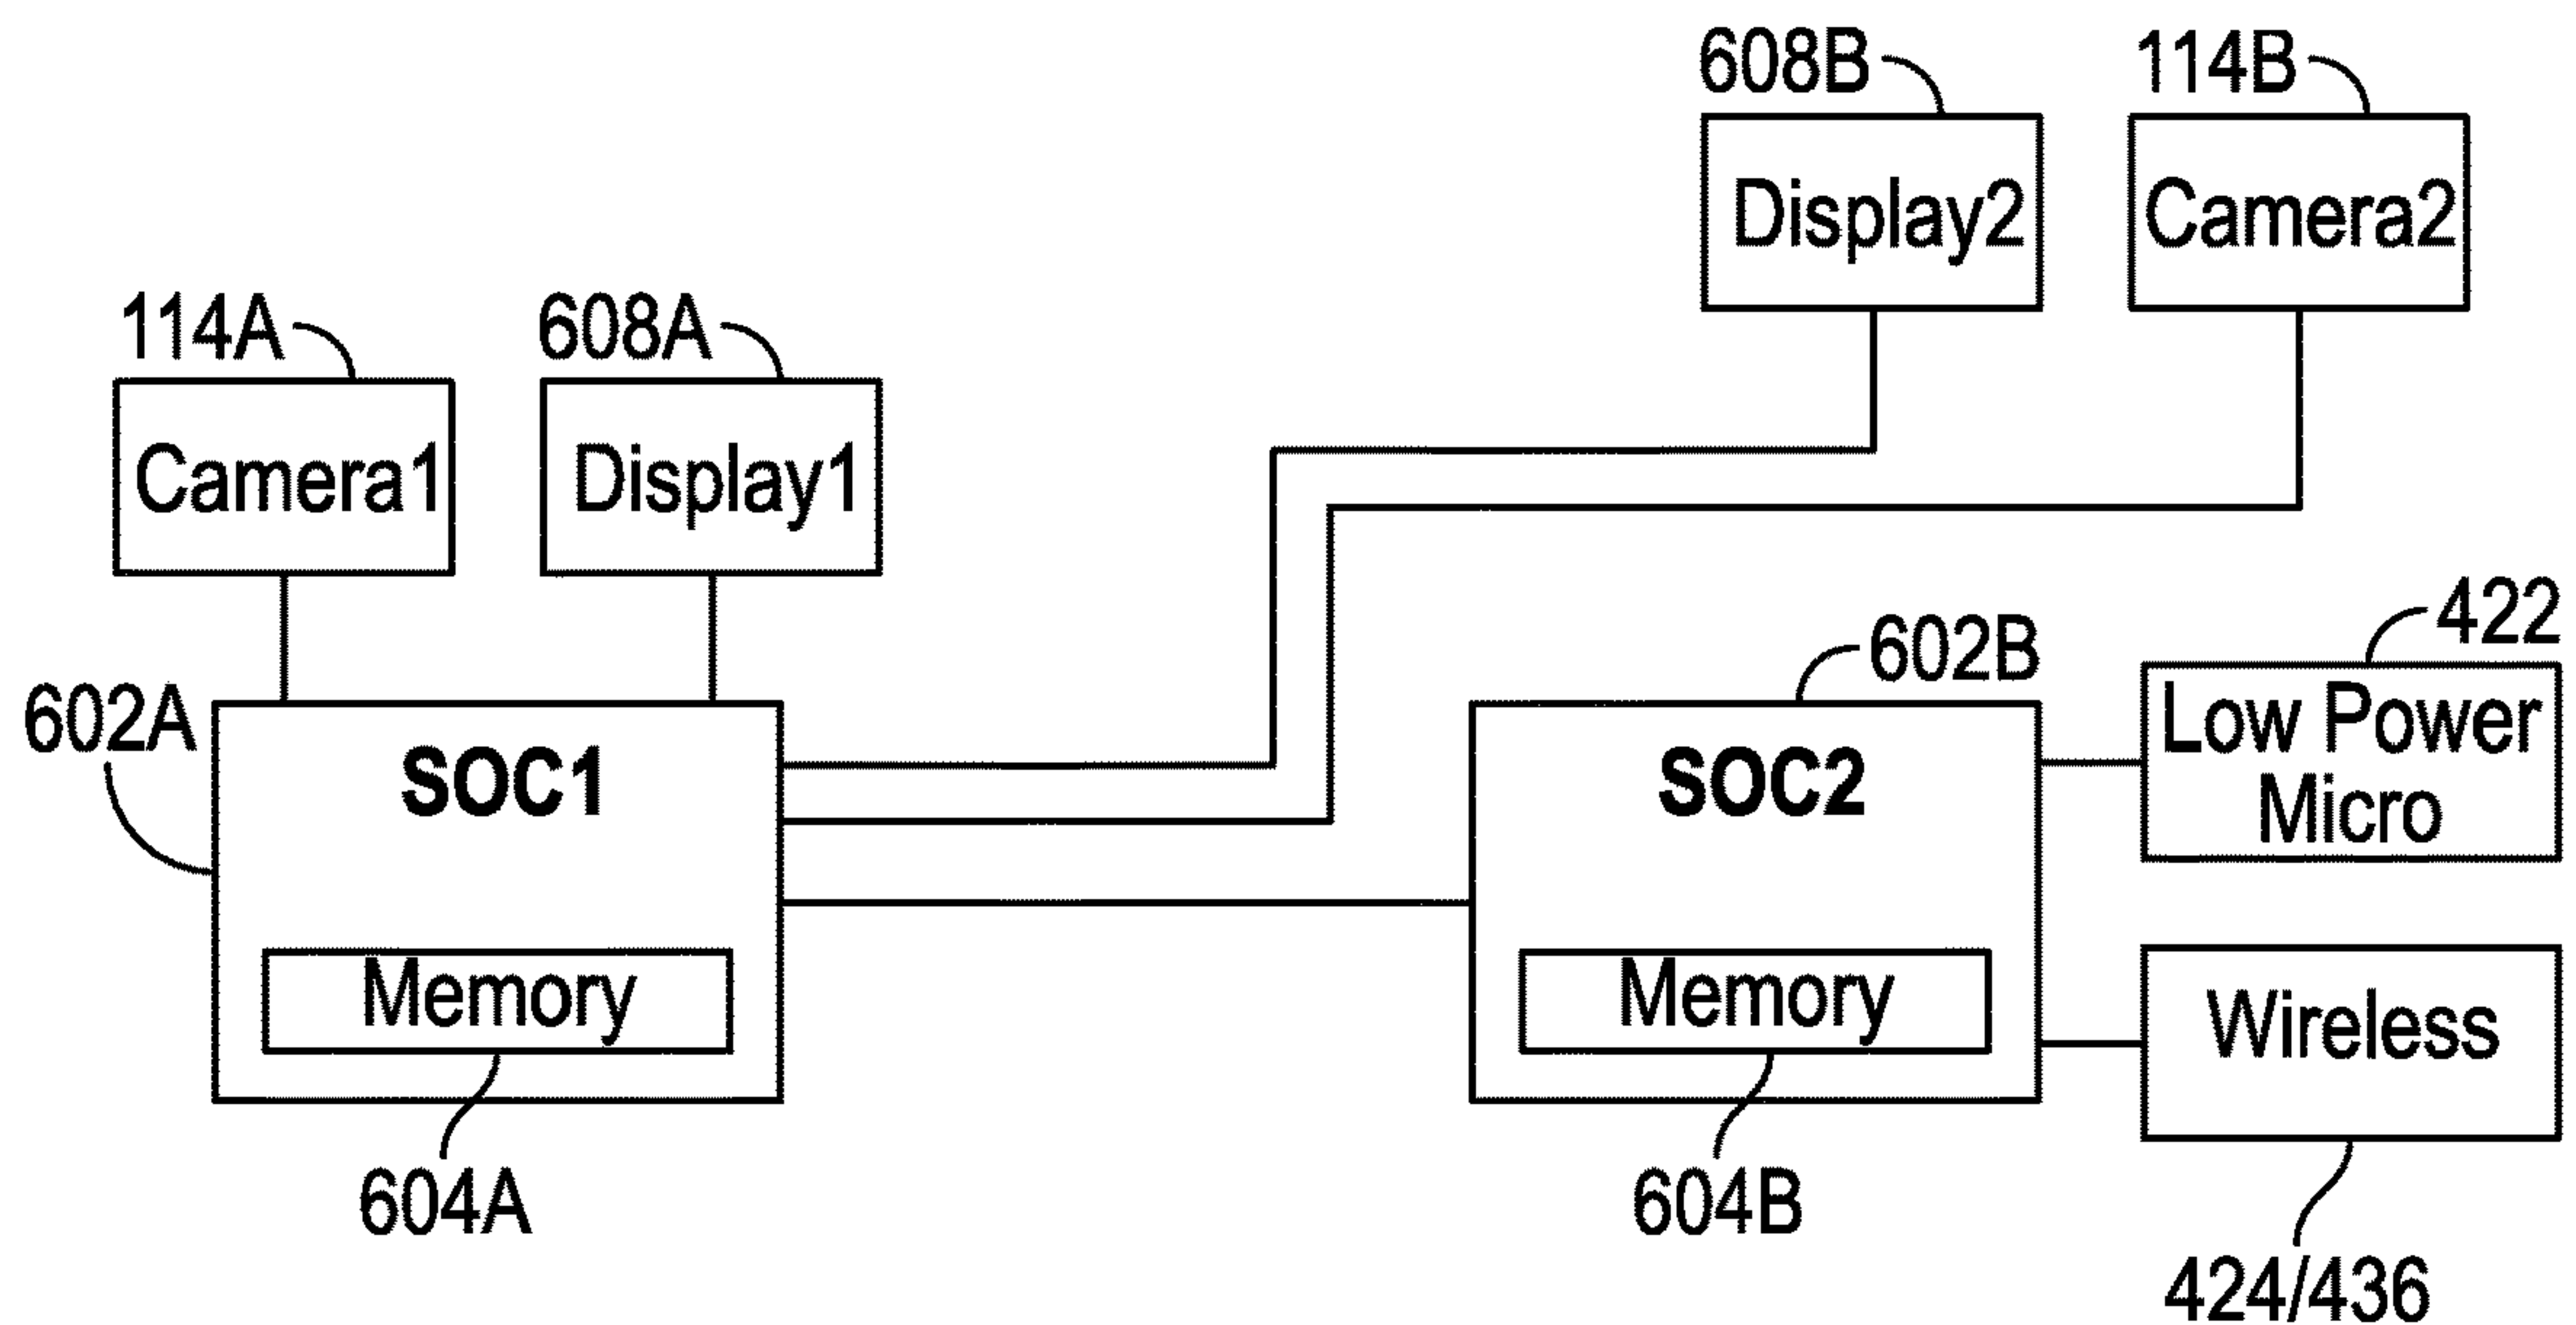 608B
114B
Display2
Camera2
114A
608A
Camera1
Display1
602A
SOC1
Memory
604A
602B
SOC2
Memory
604B
422
Low Power
Micro
Wireless
424/436